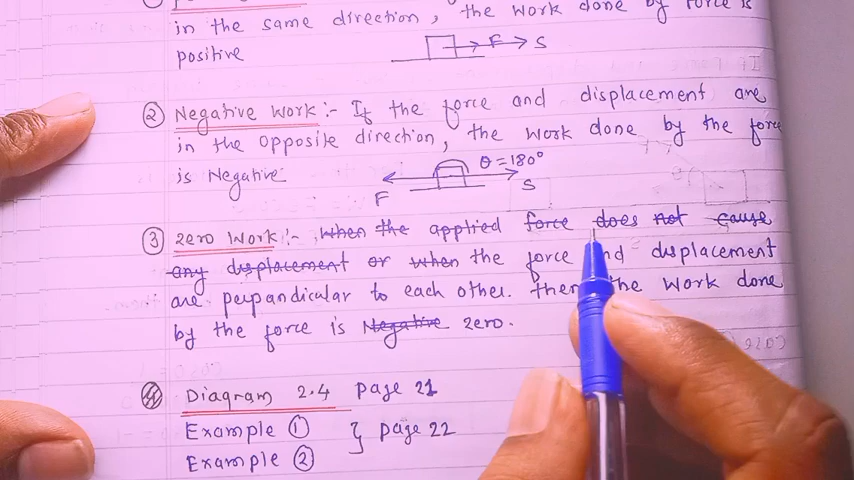 in the same direction, the work done by force is
positive
F S
② Negative work:- If the force and displacement are
in the opposite direction, the work done by the force
is Negative
θ = 180°
F S
③ zero work:- when the applied force does not cause
any displacement or when the force and displacement
are perpandicular to each other. then the work done
by the force is Negative zero.
④ Diagram 2.4 page 21
Example ①
} page 22
Example ②